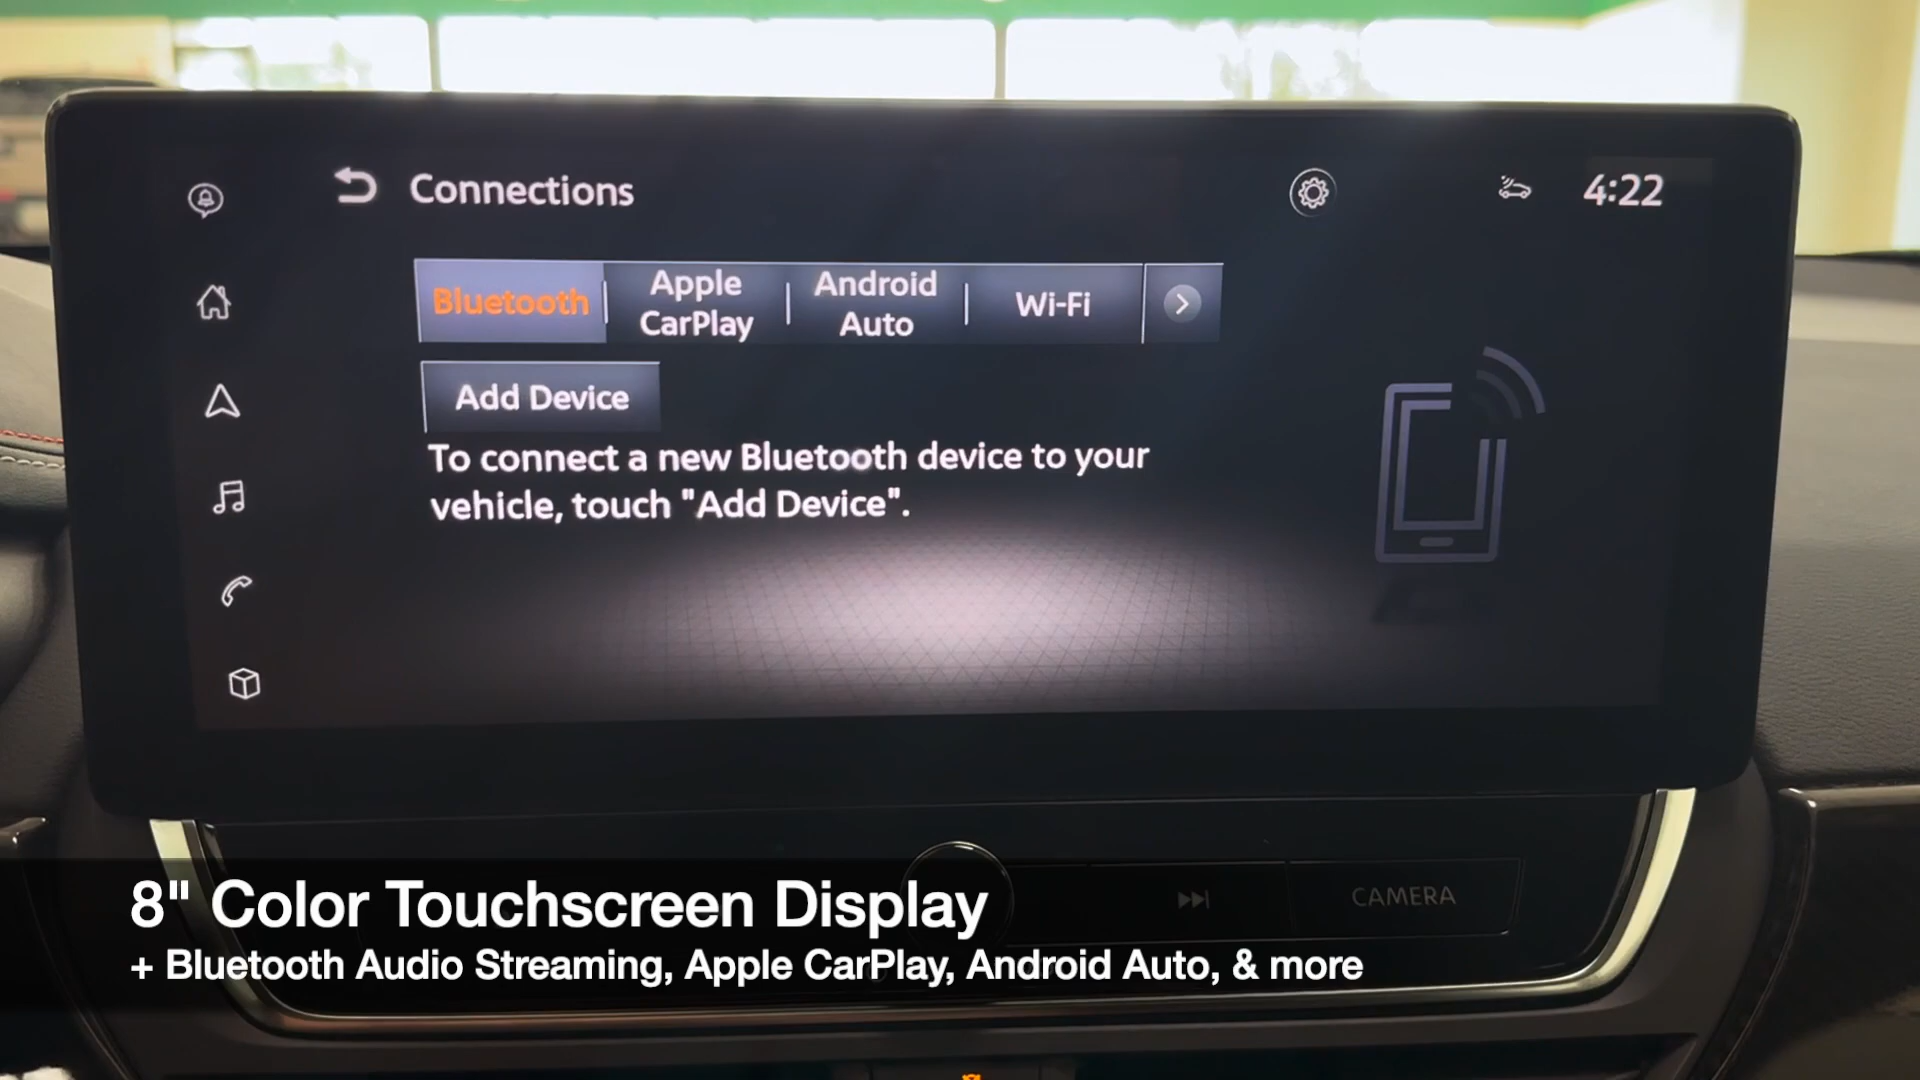 Connections
4:22
Bluetooth
Apple
CarPlay
Android
Auto
Wi-Fi
Add Device
To connect a new Bluetooth device to your
vehicle, touch "Add Device".
CAMERA
8" Color Touchscreen Display
+ Bluetooth Audio Streaming, Apple CarPlay, Android Auto, & more